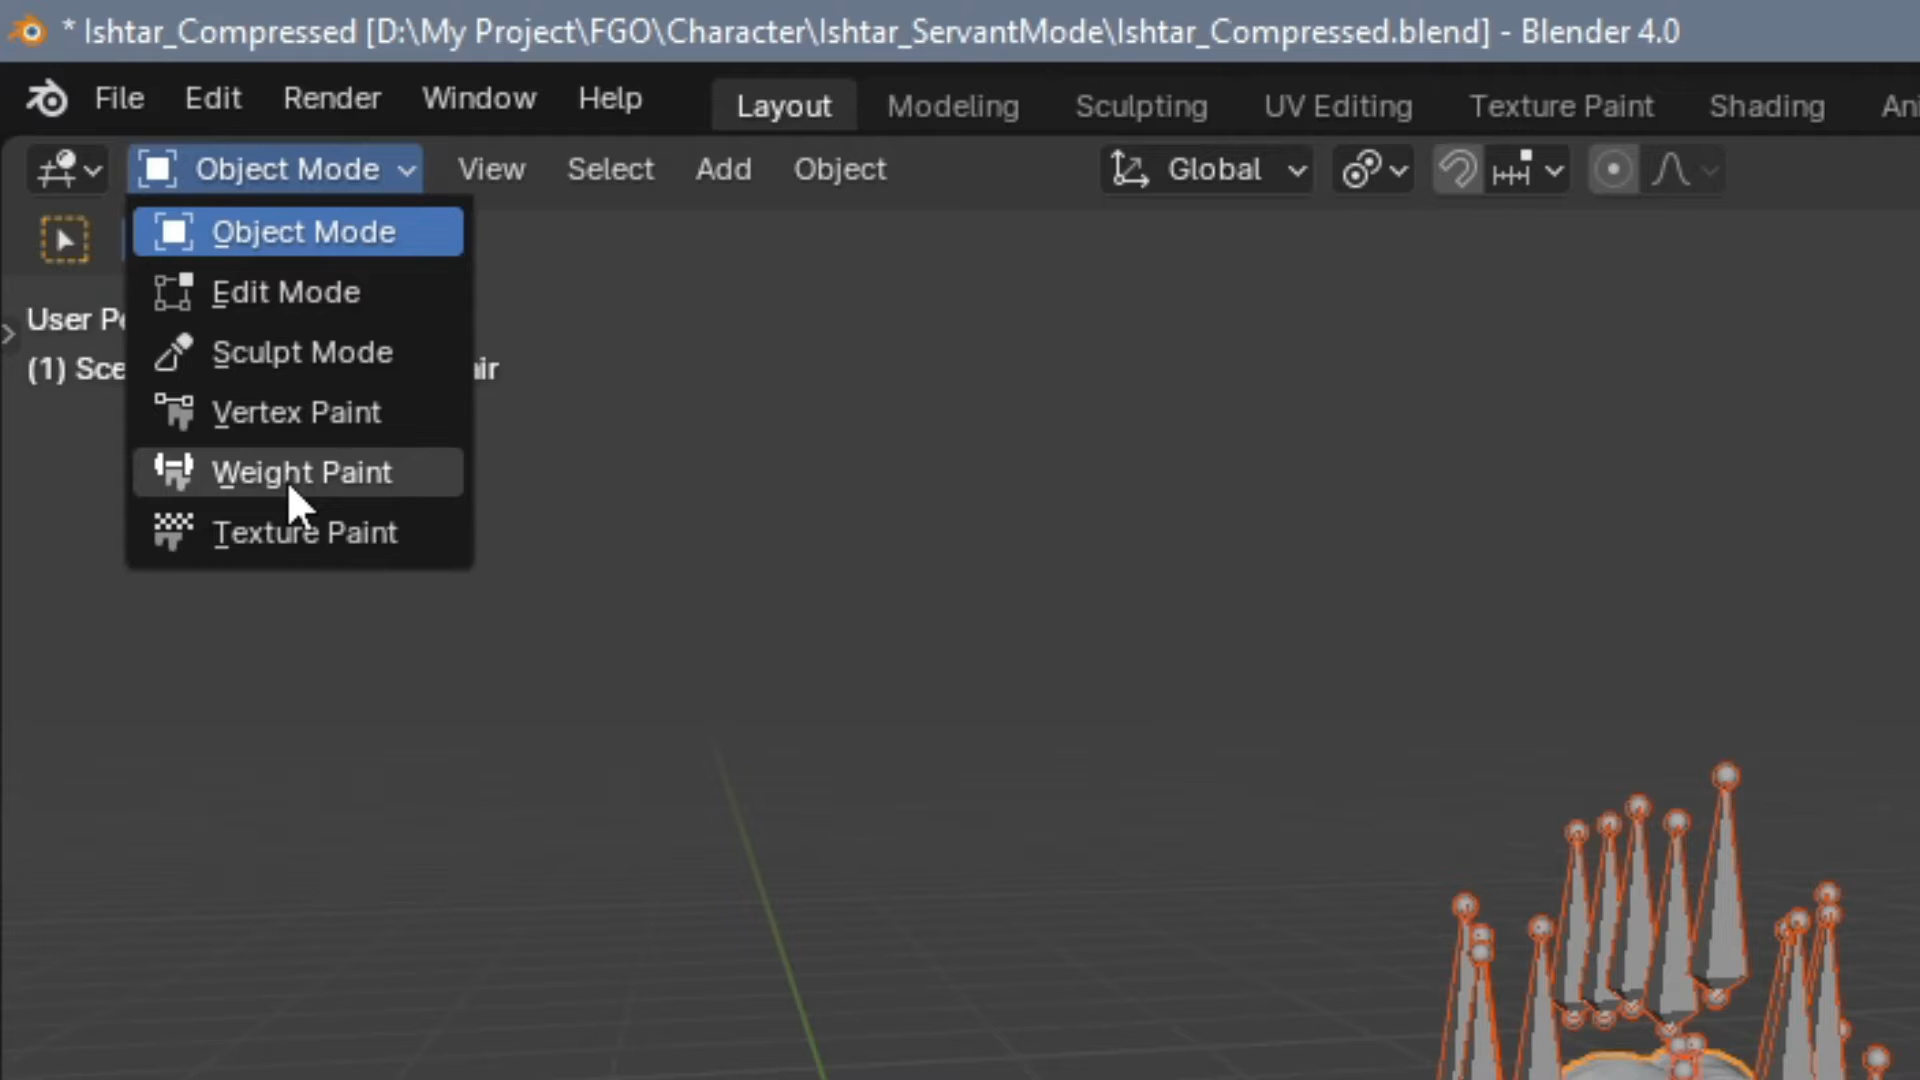 * Ishtar_Compressed [D:\My Project\FGO\Character\Ishtar_ServantMode\Ishtar_Compressed.blend] - Blender 4.0
File Edit Render Window Help Layout Modeling Sculpting UV Editing Texture Paint Shading
Object Mode View Select Add Object Global
Object Mode
Edit Mode
User
Sculpt Mode
(1)
Vertex Paint
Weight Paint
Texture Paint